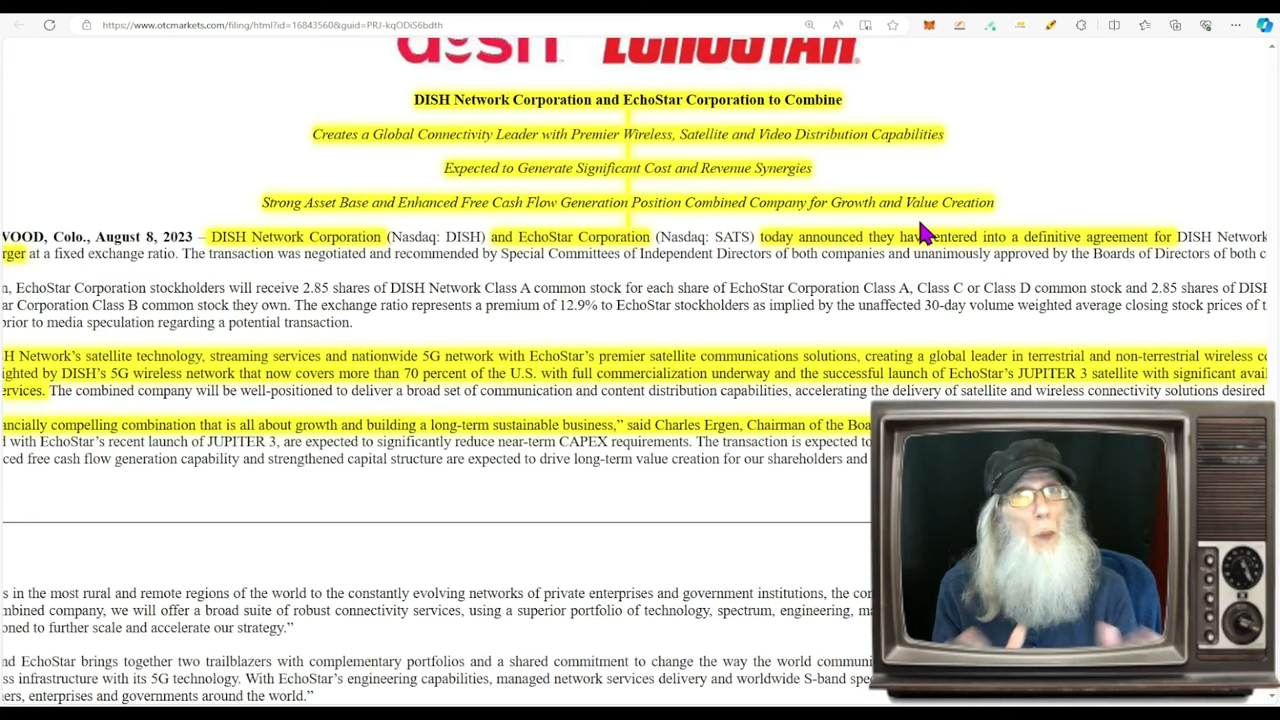 https://www.otcmarkets.com/filing/html?id=16843560&guid=PRJ-kqODiS6bdth
dish ECHOSTAR
DISH Network Corporation and EchoStar Corporation to Combine
Creates a Global Connectivity Leader with Premier Wireless, Satellite and Video Distribution Capabilities
Expected to Generate Significant Cost and Revenue Synergies
Strong Asset Base and Enhanced Free Cash Flow Generation Position Combined Company for Growth and Value Creation
WOOD, Colo., August 8, 2023 – DISH Network Corporation (Nasdaq: DISH) and EchoStar Corporation (Nasdaq: SATS) today announced they have entered into a definitive agreement for DISH Network
rger at a fixed exchange ratio. The transaction was negotiated and recommended by Special Committees of Independent Directors of both companies and unanimously approved by the Boards of Directors of both c
n, EchoStar Corporation stockholders will receive 2.85 shares of DISH Network Class A common stock for each share of EchoStar Corporation Class A, Class C or Class D common stock and 2.85 shares of DISH
ar Corporation Class B common stock they own. The exchange ratio represents a premium of 12.9% to EchoStar stockholders as implied by the unaffected 30-day volume weighted average closing stock prices of t
prior to media speculation regarding a potential transaction.
H Network's satellite technology, streaming services and nationwide 5G network with EchoStar's premier satellite communications solutions, creating a global leader in terrestrial and non-terrestrial wireless co
ighted by DISH's 5G wireless network that now covers more than 70 percent of the U.S. with full commercialization underway and the successful launch of EchoStar's JUPITER 3 satellite with significant avail
ervices. The combined company will be well-positioned to deliver a broad set of communication and content distribution capabilities, accelerating the delivery of satellite and wireless connectivity solutions desired
ancially compelling combination that is all about growth and building a long-term sustainable business," said Charles Ergen, Chairman of the Boa
d with EchoStar's recent launch of JUPITER 3, are expected to significantly reduce near-term CAPEX requirements. The transaction is expected to
ced free cash flow generation capability and strengthened capital structure are expected to drive long-term value creation for our shareholders and
s in the most rural and remote regions of the world to the constantly evolving networks of private enterprises and government institutions, the co
mbined company, we will offer a broad suite of robust connectivity services, using a superior portfolio of technology, spectrum, engineering, ma
oned to further scale and accelerate our strategy."
nd EchoStar brings together two trailblazers with complementary portfolios and a shared commitment to change the way the world communi
ss infrastructure with its 5G technology. With EchoStar's engineering capabilities, managed network services delivery and worldwide S-band spe
ers, enterprises and governments around the world."